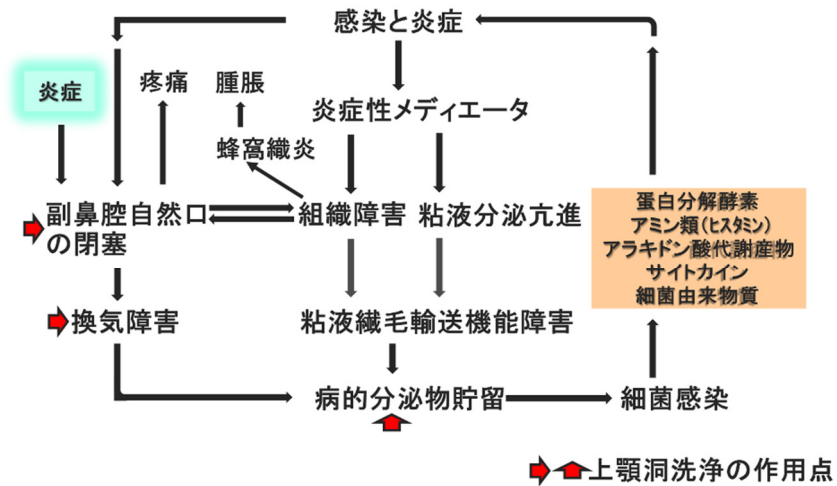 感染と炎症
炎症
疼痛
腫脹
炎症性メディエータ
蜂窩織炎
副鼻腔自然口
の閉塞
組織障害
粘液分泌亢進
蛋白分解酵素
アミン類(ﾋｽﾀﾐﾝ)
アラキドン酸代謝産物
サイトカイン
細菌由来物質
換気障害
粘液繊毛輸送機能障害
病的分泌物貯留
細菌感染
上顎洞洗浄の作用点